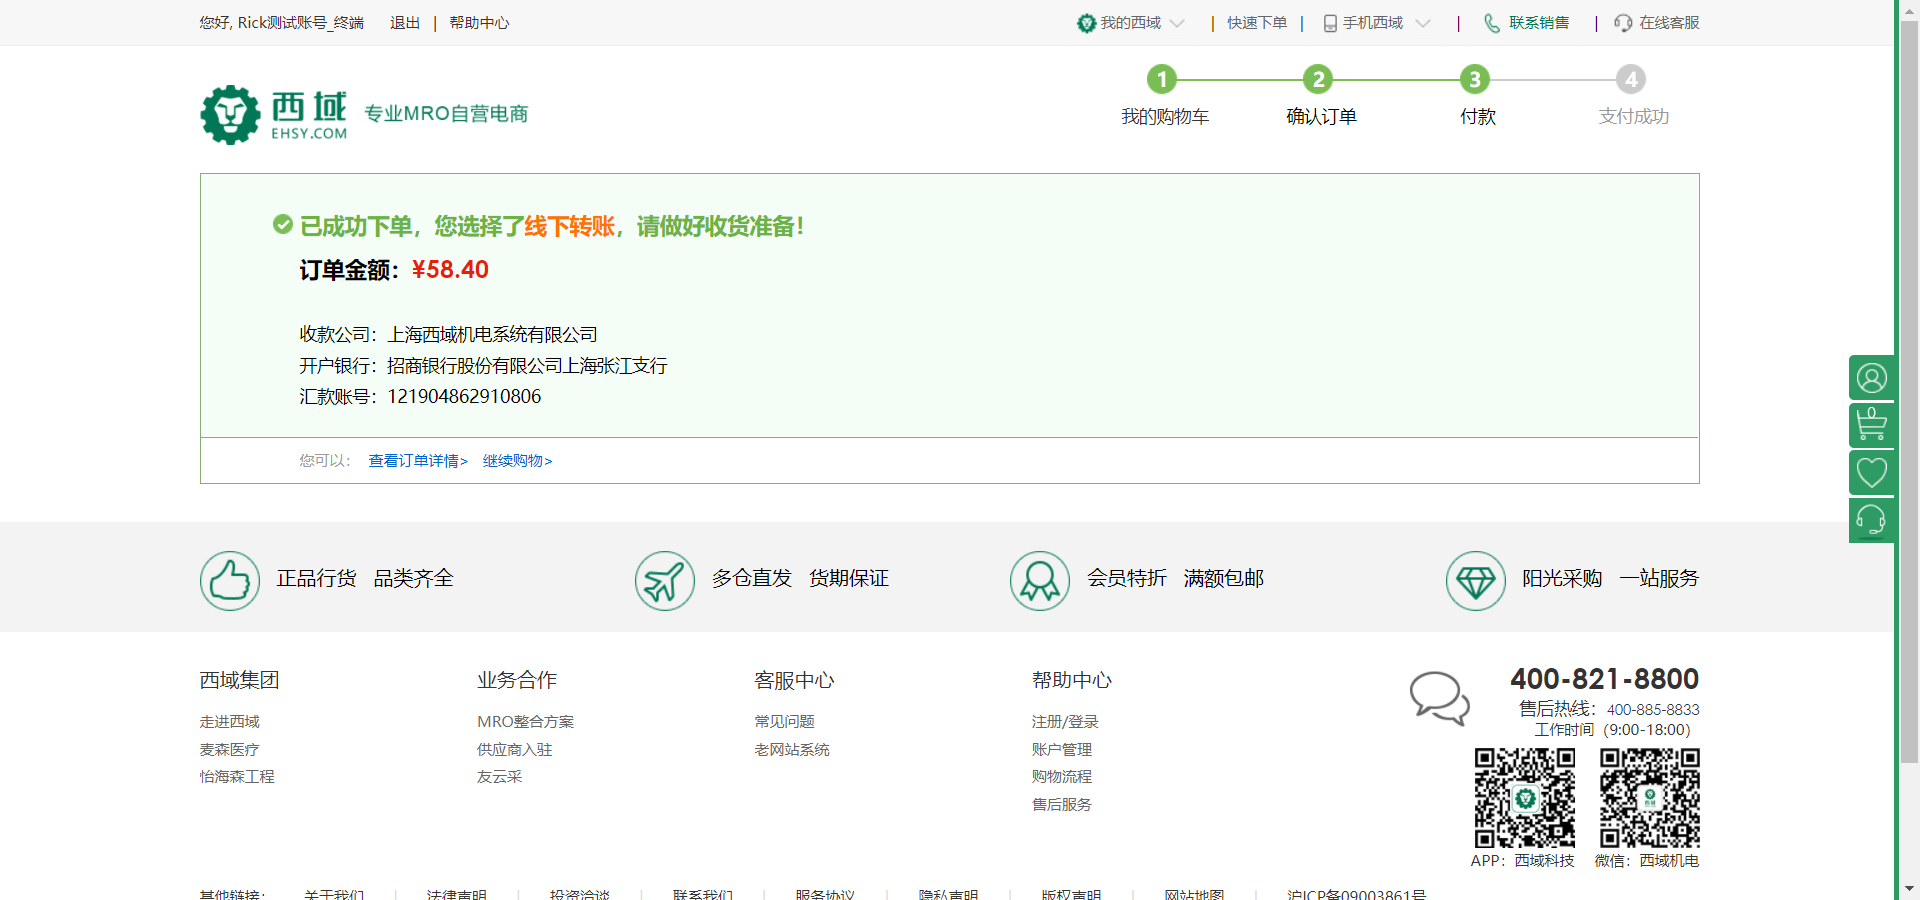 您好, Rick测试账号_终端 退出 | 帮助中心 我的西域 | 快速下单 | 手机西域 | 联系销售 | 在线客服
西域 EHSY.COM 专业MRO自营电商
1 2 3 4
我的购物车 确认订单 付款 支付成功
已成功下单，您选择了线下转账，请做好收货准备！
订单金额：¥58.40
收款公司：上海西域机电系统有限公司
开户银行：招商银行股份有限公司上海张江支行
汇款账号：121904862910806
您可以： 查看订单详情> 继续购物>
0
正品行货 品类齐全 多仓直发 货期保证 会员特折 满额包邮 阳光采购 一站服务
西域集团 业务合作 客服中心 帮助中心
走进西域 MRO整合方案 常见问题 注册/登录
麦森医疗 供应商入驻 老网站系统 账户管理
怡海森工程 友云采 购物流程
售后服务
400-821-8800
售后热线：400-885-8833
工作时间（9:00-18:00）
西域
APP：西域科技 微信：西域机电
其他链接： 关于我们 | 法律声明 | 投资洽谈 | 联系我们 | 服务协议 | 隐私声明 | 版权声明 | 网站地图 | 沪ICP备09003861号